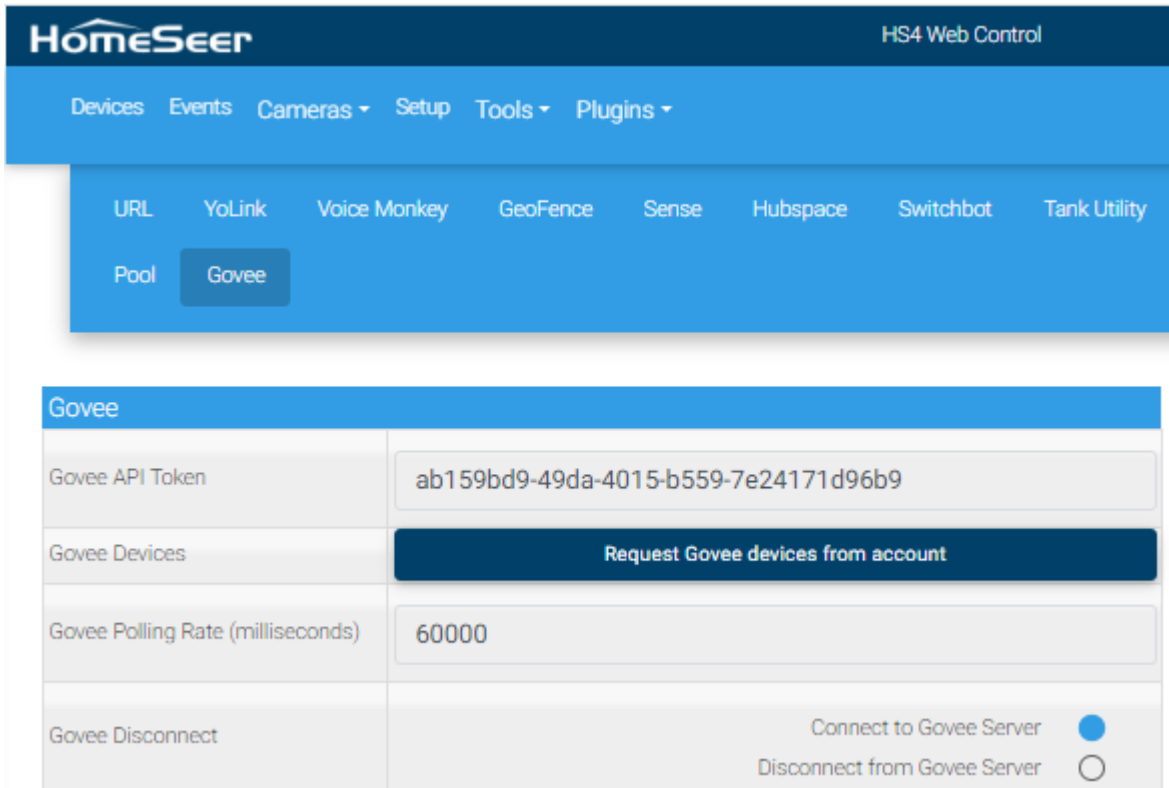 HomeSeer
HS4 Web Control
Devices Events Cameras Setup Tools Plugins
URL YoLink Voice Monkey GeoFence Sense Hubspace Switchbot Tank Utility
Pool Govee
Govee
Govee API Token ab159bd9-49da-4015-b559-7e24171d96b9
Govee Devices Request Govee devices from account
Govee Polling Rate (milliseconds) 60000
Connect to Govee Server
Govee Disconnect
Disconnect from Govee Server